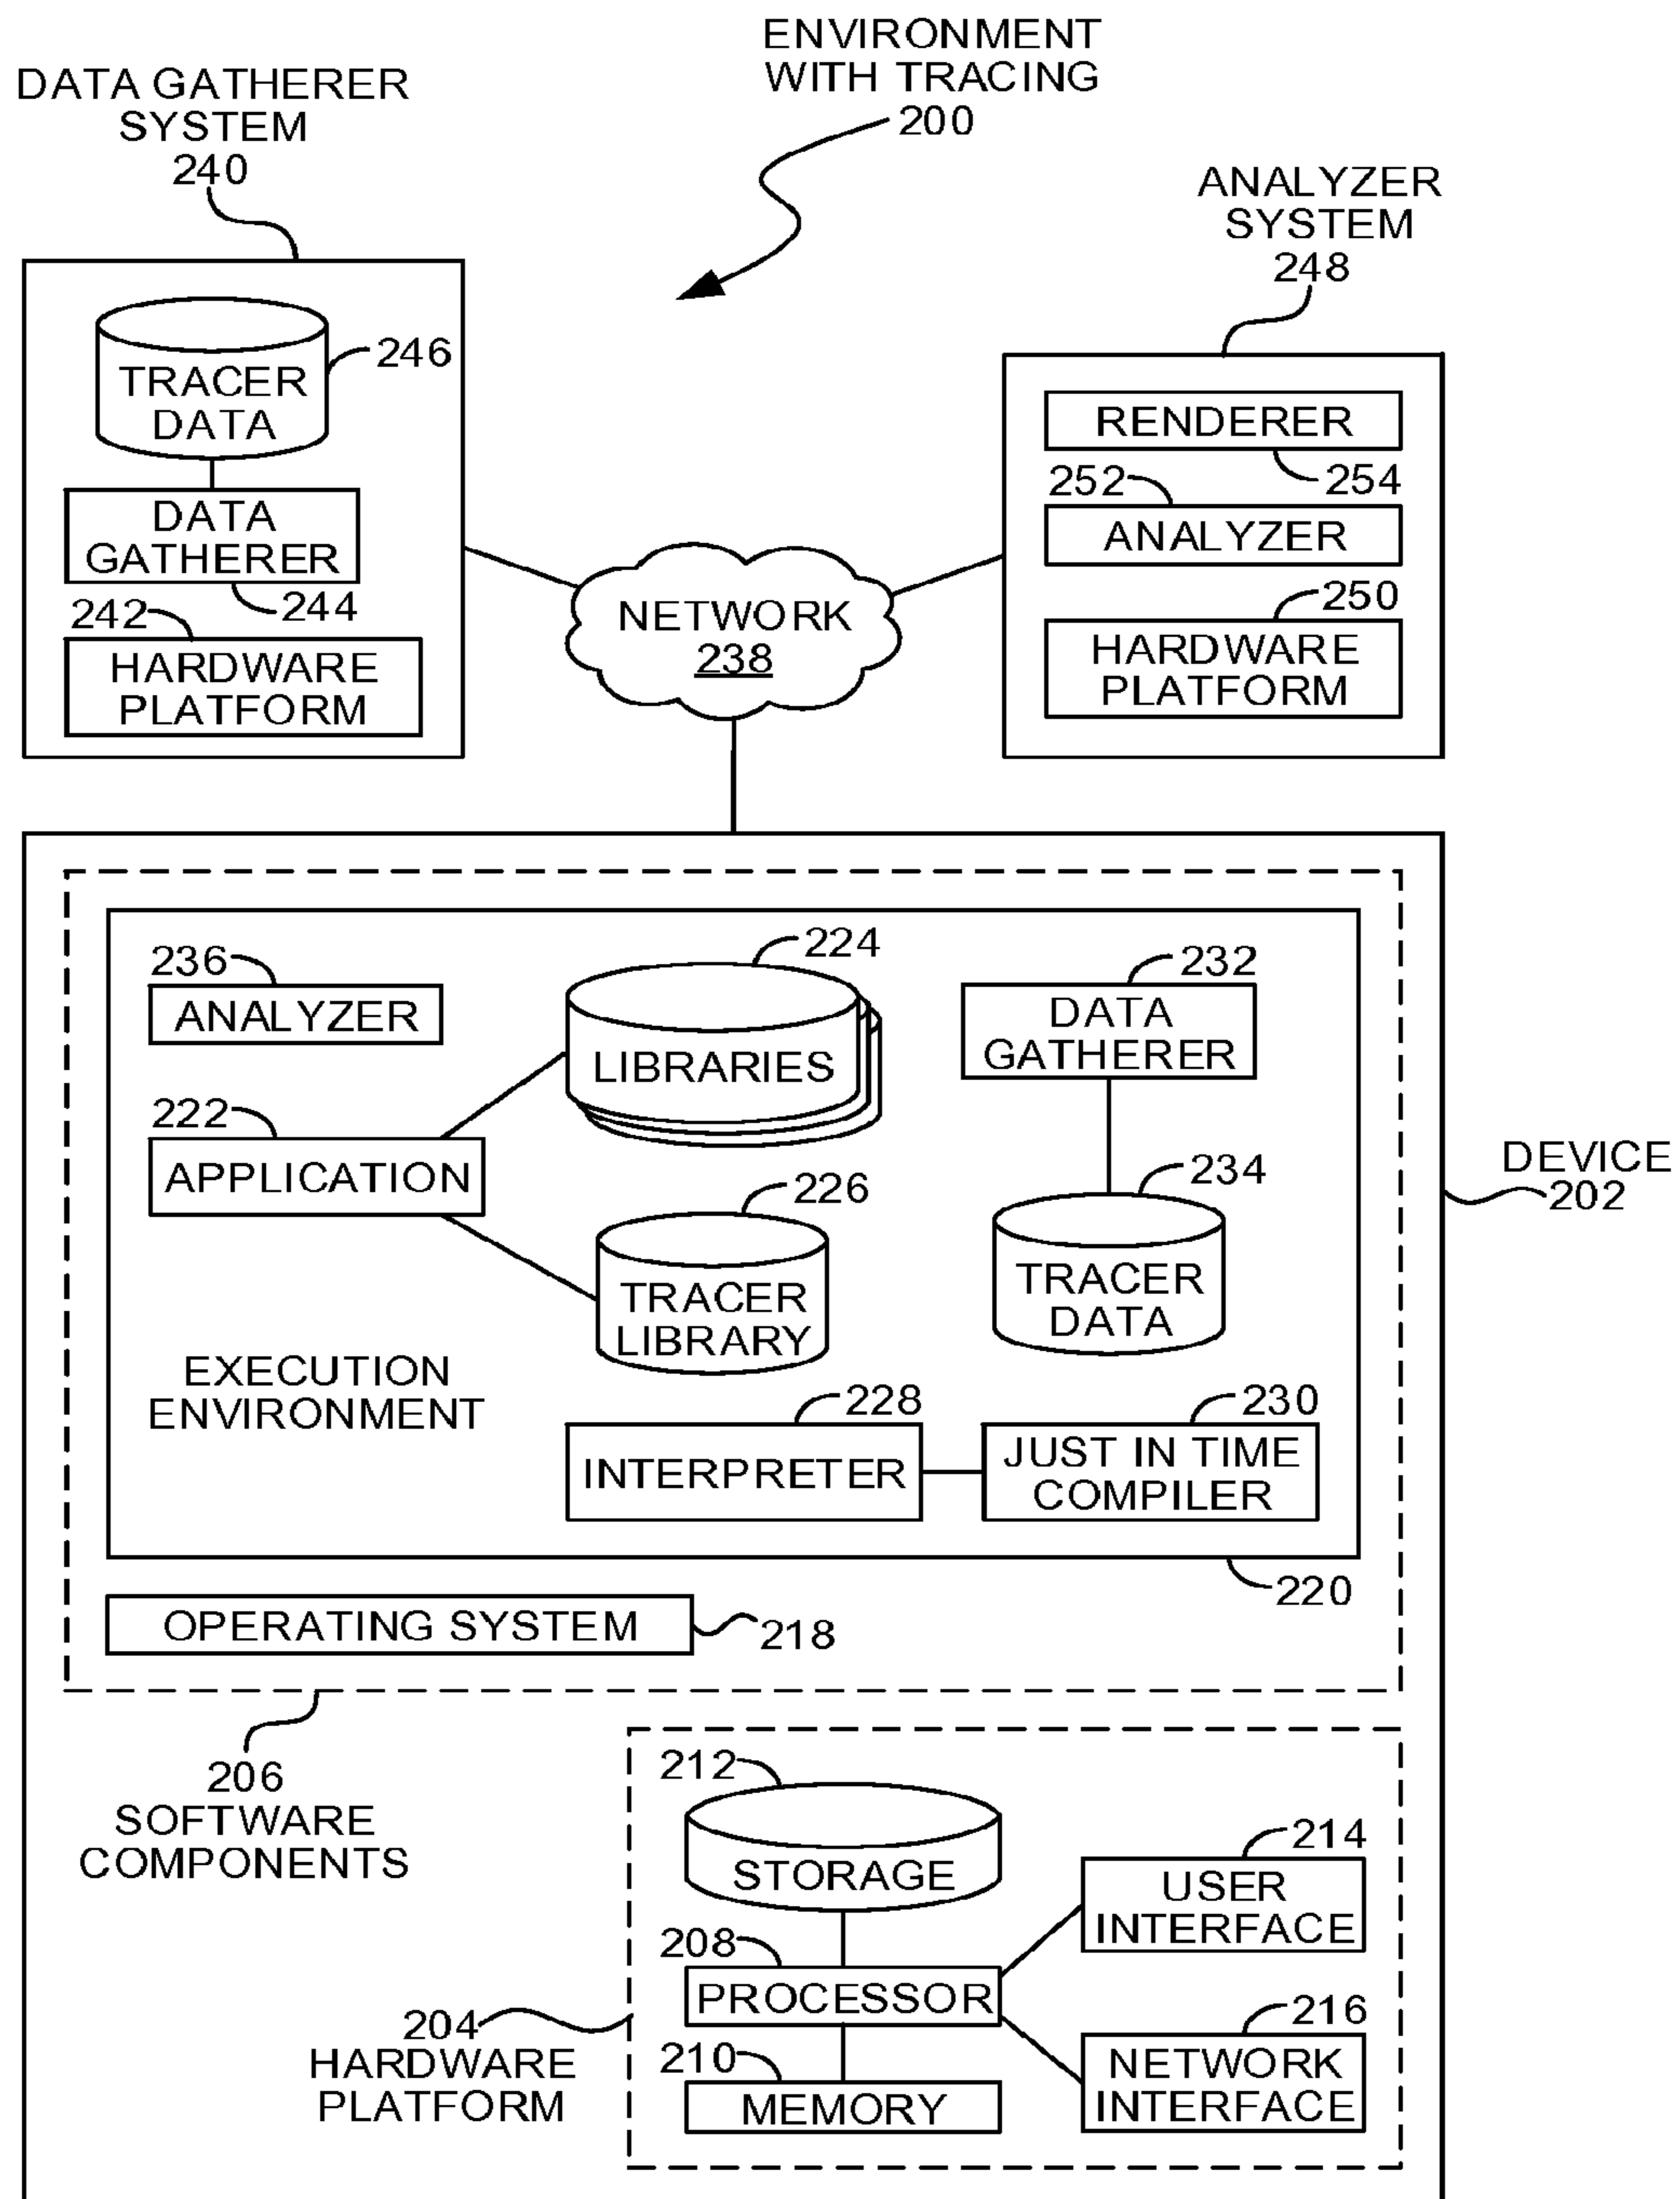 ENVIRONMENT
WITH TRACING
200
DATA GATHERER
SYSTEM
240
ANALYZER
SYSTEM
248
TRACER
DATA
246
DATA
GATHERER
244
242
HARDWARE
PLATFORM
NETWORK
238
RENDERER
254
252
ANALYZER
250
HARDWARE
PLATFORM
236
ANALYZER
224
LIBRARIES
232
DATA
GATHERER
222
APPLICATION
226
TRACER
LIBRARY
234
TRACER
DATA
DEVICE
202
EXECUTION
ENVIRONMENT
228
INTERPRETER
230
JUST IN TIME
COMPILER
220
OPERATING SYSTEM
218
206
SOFTWARE
COMPONENTS
212
STORAGE
214
USER
INTERFACE
208
PROCESSOR
204
HARDWARE
PLATFORM
210
MEMORY
216
NETWORK
INTERFACE